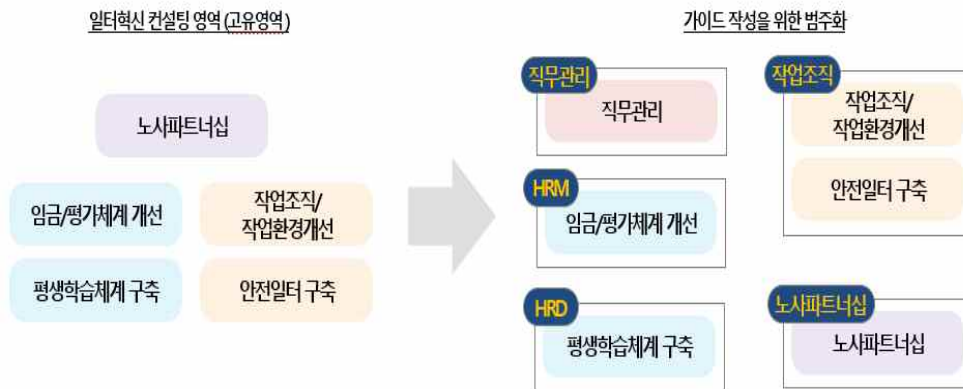 일터혁신 컨설팅 영역 (고유영역)
노사파트너십
임금/평가체계 개선
작업조직/
작업환경개선
평생학습체계 구축
안전일터 구축
가이드 작성을 위한 범주화
직무관리
직무관리
HRM
임금/평가체계 개선
HRD
평생학습체계 구축
작업조직
작업조직/
작업환경개선
안전일터 구축
노사파트너십
노사파트너십